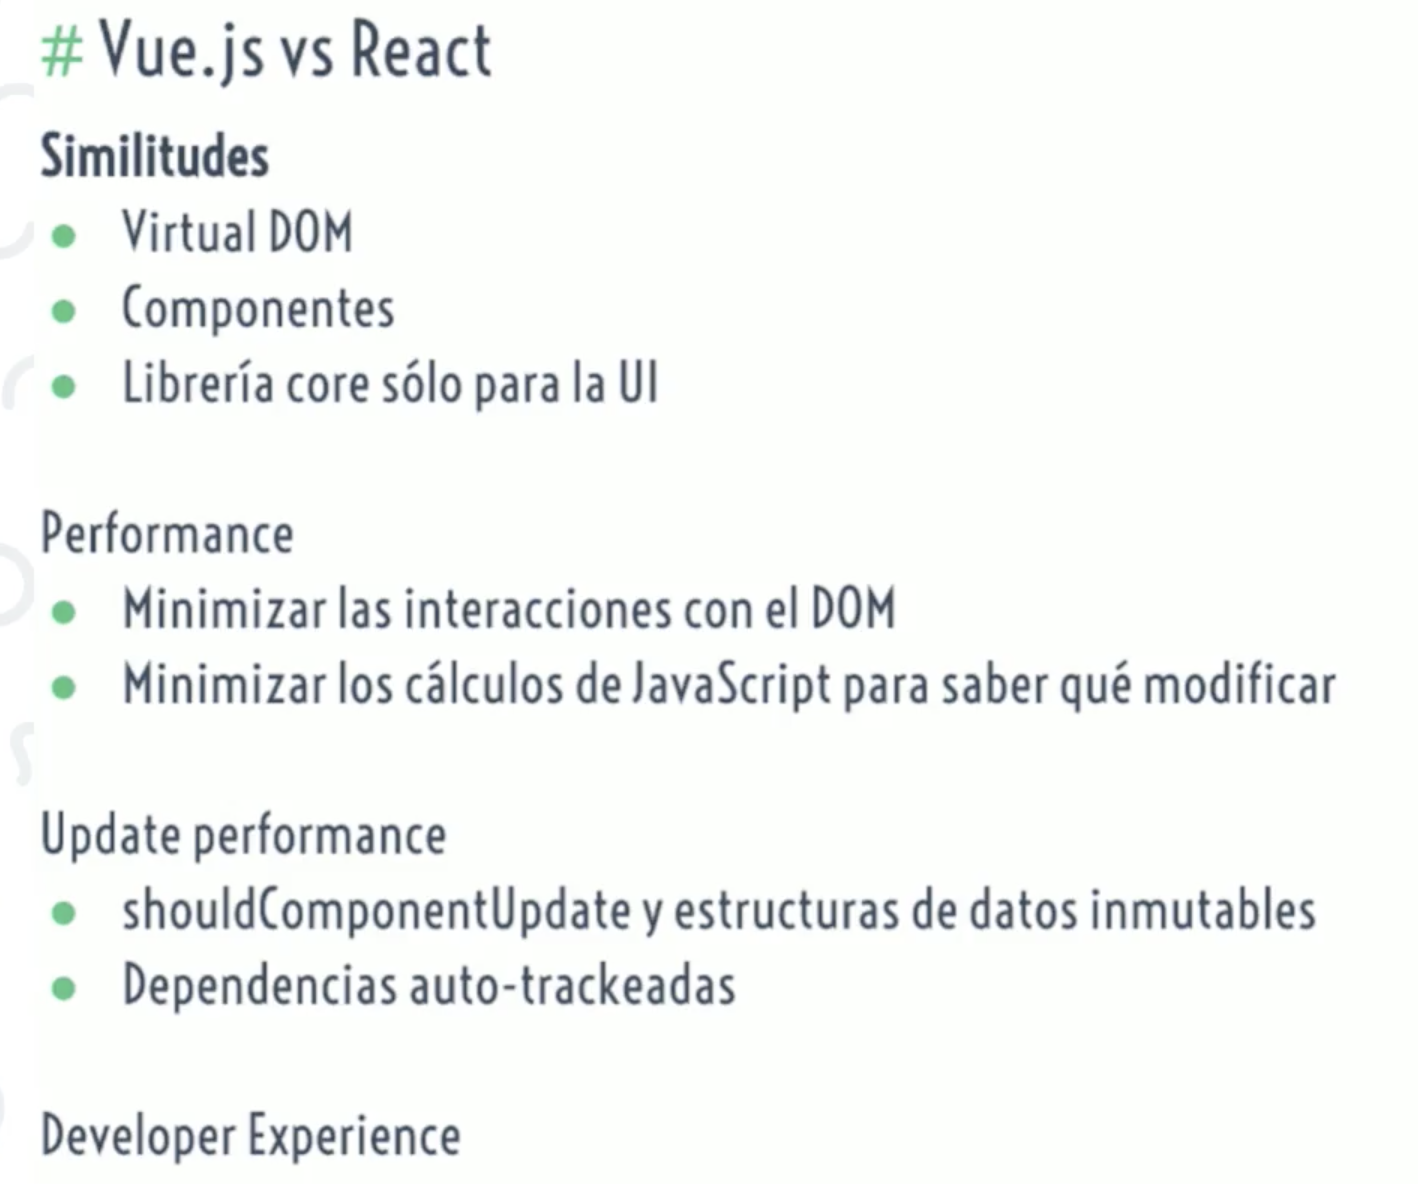 # Vue.js vs React
Similitudes
● Virtual DOM
● Componentes
● Librería core sólo para la UI
Performance
● Minimizar las interacciones con el DOM
● Minimizar los cálculos de JavaScript para saber qué modificar
Update performance
● shouldComponentUpdate y estructuras de datos inmutables
● Dependencias auto-trackeadas
Developer Experience